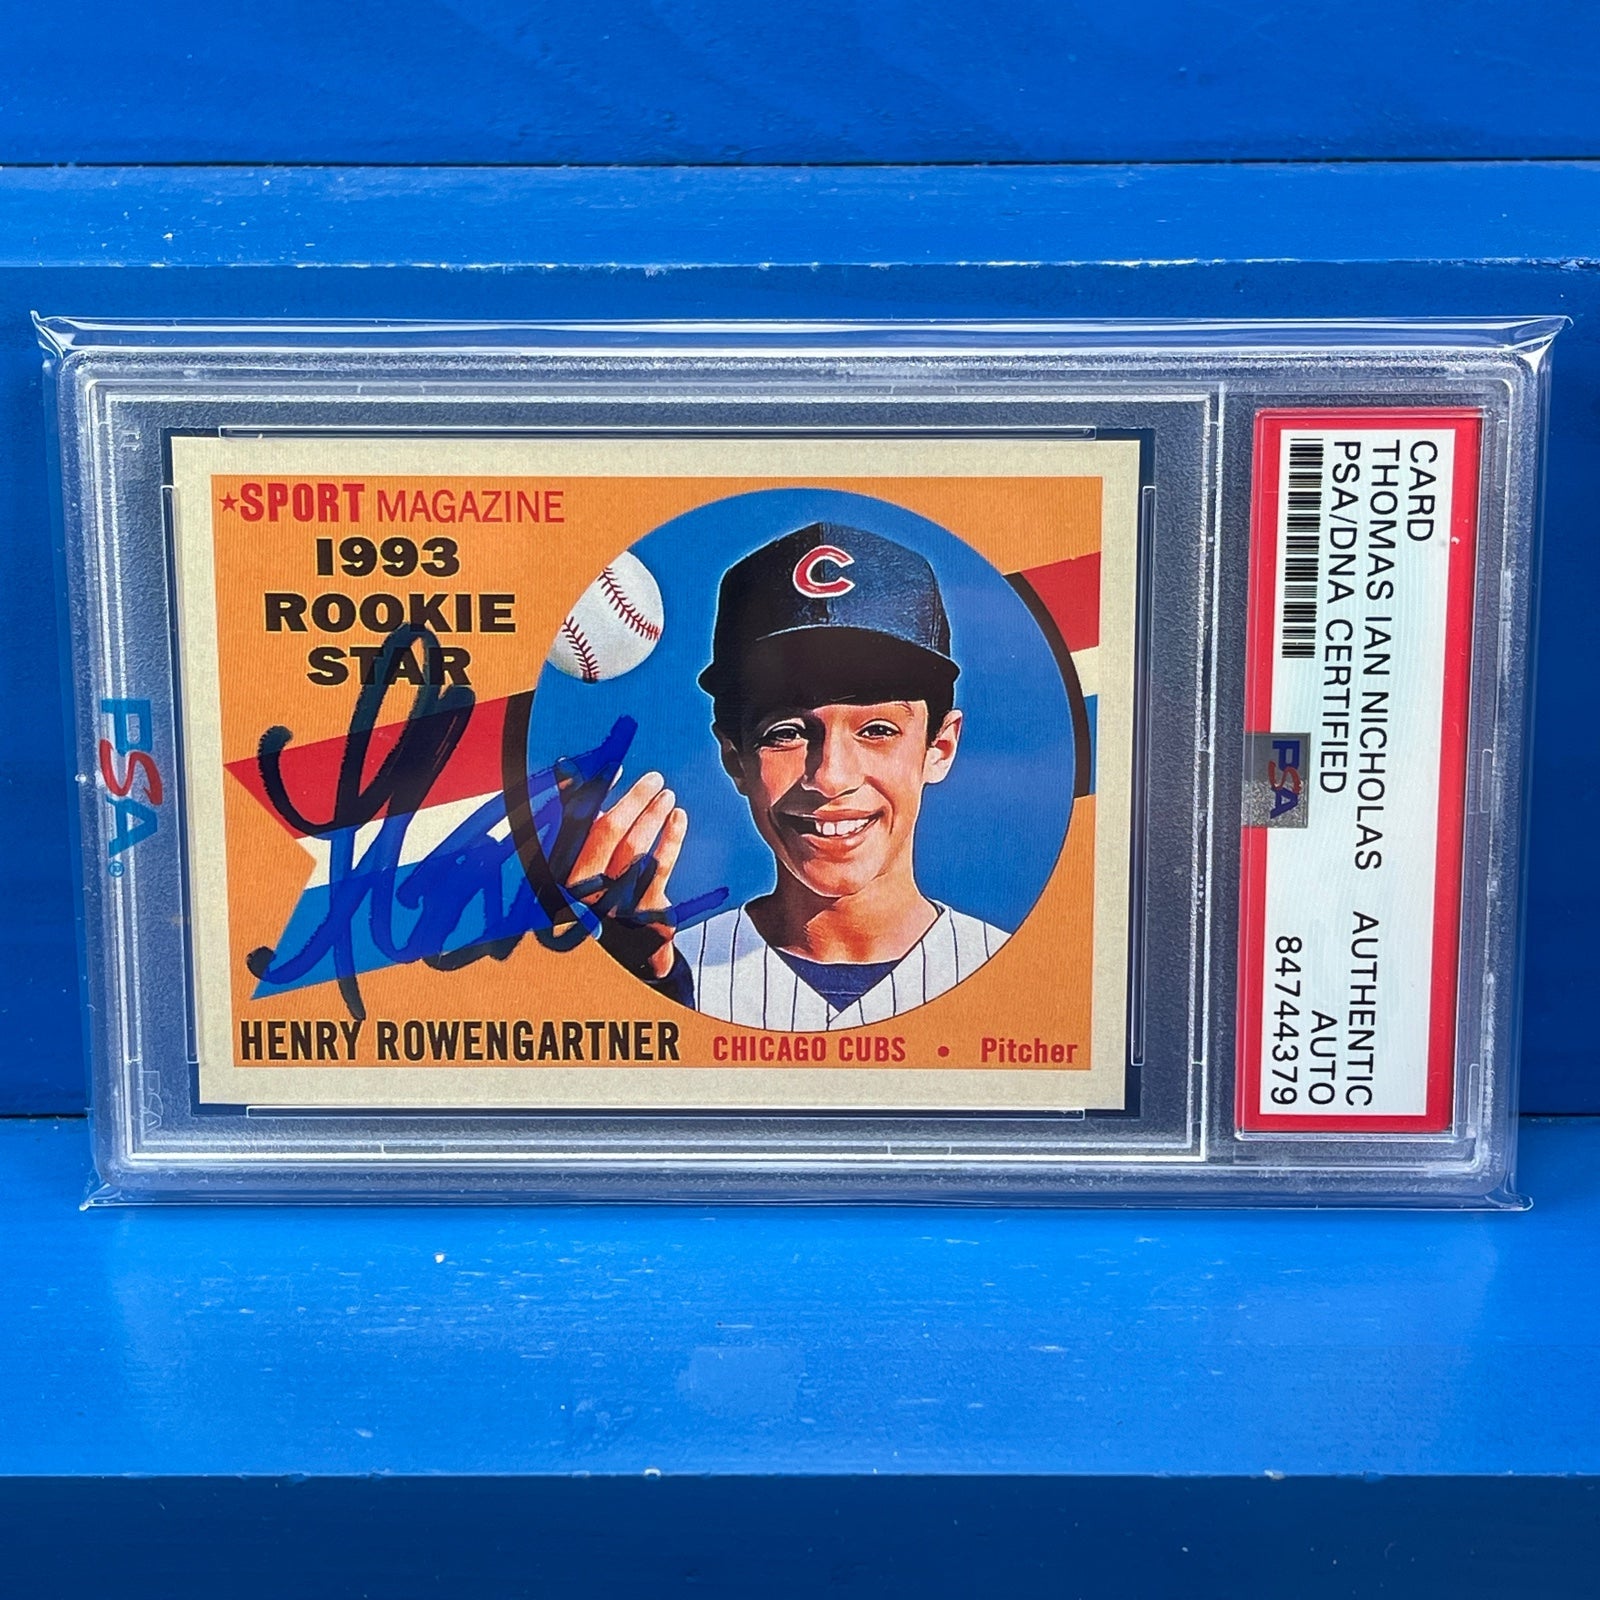 ★SPORT MAGAZINE
1993
ROOKIE
STAR
C
HENRY ROWENGARTNER CHICAGO CUBS • Pitcher
PSA®
CARD
THOMAS IAN NICHOLAS AUTHENTIC
PSA/DNA CERTIFIED AUTO
84744379
PSA